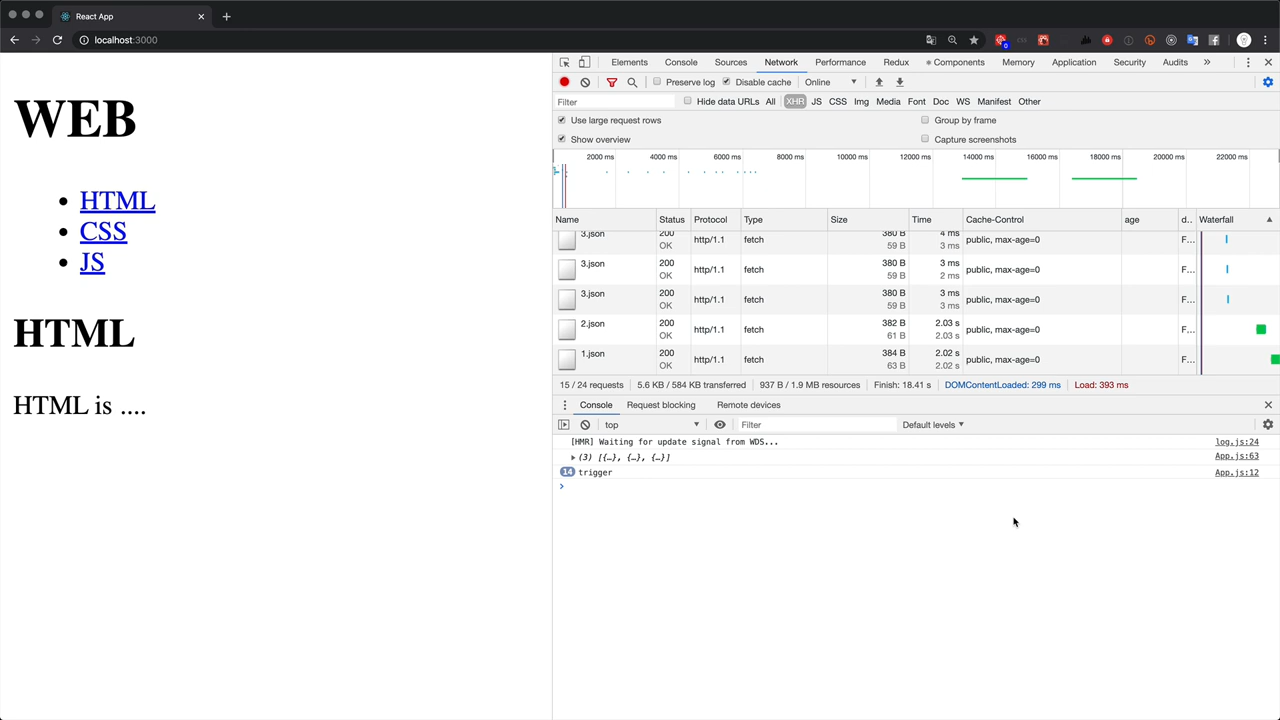 React App
localhost:3000
WEB
HTML
CSS
JS
HTML
HTML is ....
Elements Console Sources Network Performance Redux Components Memory Application Security Audits »
Preserve log Disable cache Online
Filter Hide data URLs All XHR JS CSS Img Media Font Doc WS Manifest Other
Use large request rows Group by frame
Show overview Capture screenshots
2000 ms 4000 ms 6000 ms 8000 ms 10000 ms 12000 ms 14000 ms 16000 ms 18000 ms 20000 ms 22000 ms
Name Status Protocol Type Size Time Cache-Control age d... Waterfall
3.json 200 http/1.1 fetch 380 B 4 ms public, max-age=0 F...
OK 59 B 3 ms
3.json 200 http/1.1 fetch 380 B 3 ms public, max-age=0 F...
OK 59 B 2 ms
3.json 200 http/1.1 fetch 380 B 3 ms public, max-age=0 F...
OK 59 B 3 ms
2.json 200 http/1.1 fetch 382 B 2.03 s public, max-age=0 F...
OK 61 B 2.03 s
1.json 200 http/1.1 fetch 384 B 2.02 s public, max-age=0 F...
OK 63 B 2.02 s
15 / 24 requests 5.6 KB / 584 KB transferred 937 B / 1.9 MB resources Finish: 18.41 s DOMContentLoaded: 299 ms Load: 393 ms
Console Request blocking Remote devices
top Filter Default levels
[HMR] Waiting for update signal from WDS... log.js:24
(3) [{…}, {…}, {…}] App.js:63
14 trigger App.js:12